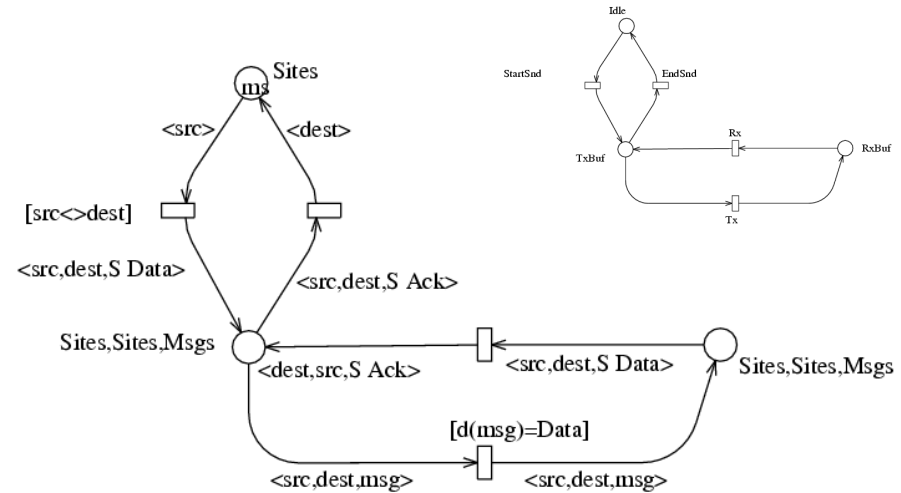 Idle
Sites
ms
StartSnd
EndSnd
<src>
<dest>
Rx
TxBuf
RxBuf
[src<>dest]
Tx
<src,dest,S Data>
<src,dest,S Ack>
Sites,Sites,Msgs
<dest,src,S Ack>
<src,dest,S Data>
Sites,Sites,Msgs
[d(msg)=Data]
<src,dest,msg>
<src,dest,msg>